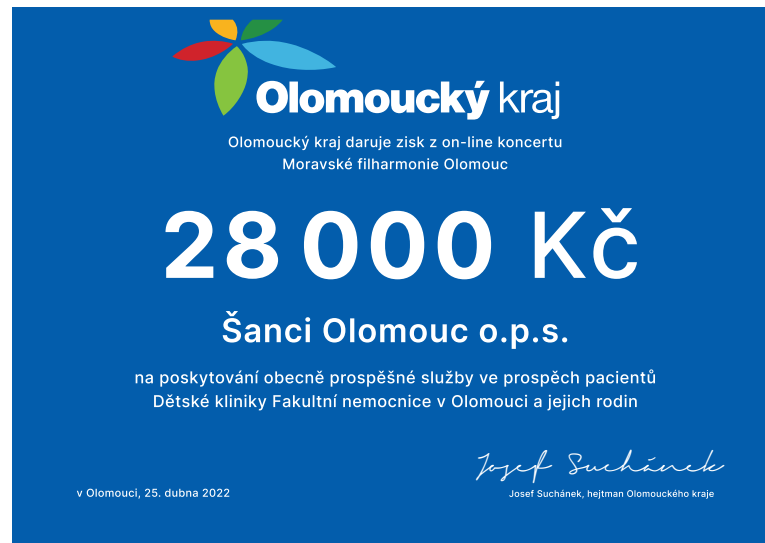 Olomoucký kraj
Olomoucký kraj daruje zisk z on-line koncertu
Moravské filharmonie Olomouc
28 000 Kč
Šanci Olomouc o.p.s.
na poskytování obecně prospěšné služby ve prospěch pacientů
Dětské kliniky Fakultní nemocnice v Olomouci a jejich rodin
Josef Suchánek
v Olomouci, 25. dubna 2022
Josef Suchánek, hejtman Olomouckého kraje